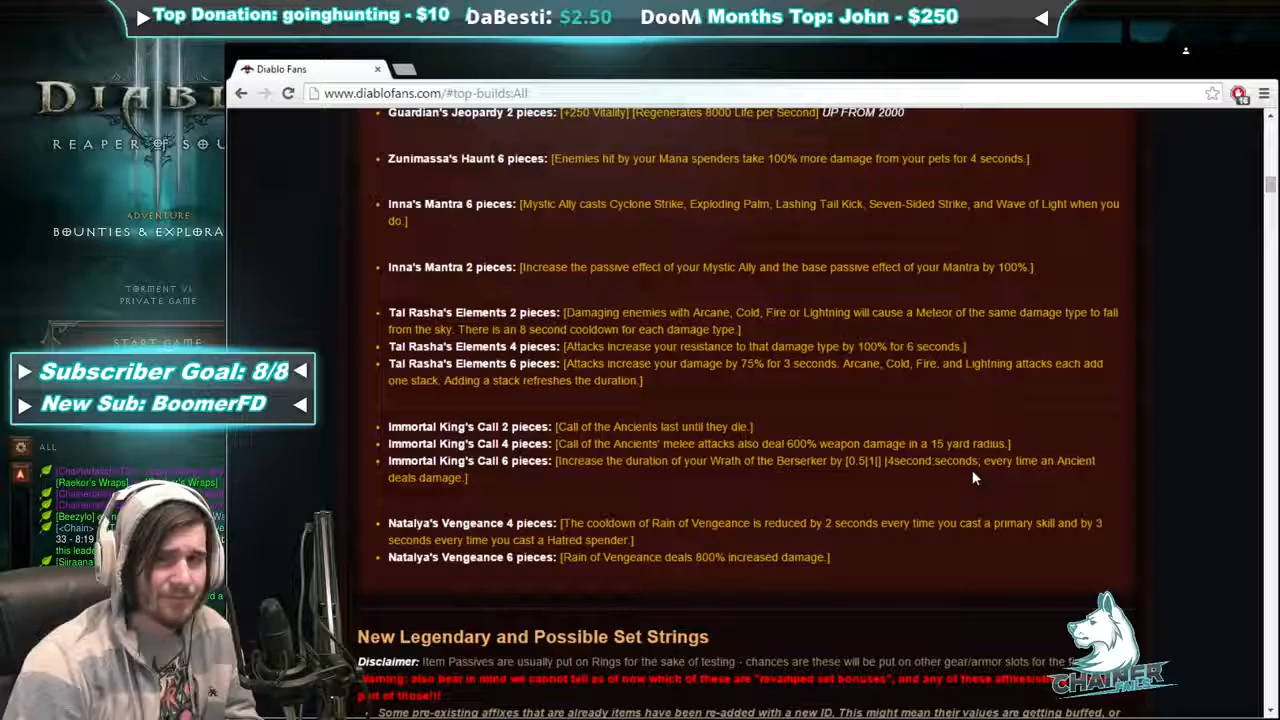 Top Donation: goinghunting - $10
DaBesti: $2.50
DooM
Months Top: John - $250
Diablo Fans
www.diablofans.com/#top-builds:All
REAPER OF SOU
ADVENTURE
BOUNTIES & EXPLORA
TORMENT VI
PRIVATE GAME
START GAME
Subscriber Goal: 8/8
New Sub: BoomerFD
ALL
[Raekor's Wraps]
[Beezylo]
[<Chain>
33 - 8:19
this leade
[Siiraana]
Guardian's Jeopardy 2 pieces: [+250 Vitality] [Regenerates 8000 Life per Second] UP FROM 2000
Zunimassa's Haunt 6 pieces: [Enemies hit by your Mana spenders take 100% more damage from your pets for 4 seconds.]
Inna's Mantra 6 pieces: [Mystic Ally casts Cyclone Strike, Exploding Palm, Lashing Tail Kick, Seven-Sided Strike, and Wave of Light when you
do.]
Inna's Mantra 2 pieces: [Increase the passive effect of your Mystic Ally and the base passive effect of your Mantra by 100%.]
Tal Rasha's Elements 2 pieces: [Damaging enemies with Arcane, Cold, Fire or Lightning will cause a Meteor of the same damage type to fall
from the sky. There is an 8 second cooldown for each damage type.]
Tal Rasha's Elements 4 pieces: [Attacks increase your resistance to that damage type by 100% for 6 seconds.]
Tal Rasha's Elements 6 pieces: [Attacks increase your damage by 75% for 3 seconds. Arcane, Cold, Fire, and Lightning attacks each add
one stack. Adding a stack refreshes the duration.]
Immortal King's Call 2 pieces: [Call of the Ancients last until they die.]
Immortal King's Call 4 pieces: [Call of the Ancients' melee attacks also deal 600% weapon damage in a 15 yard radius.]
Immortal King's Call 6 pieces: [Increase the duration of your Wrath of the Berserker by [0.5|1|] |4second:seconds; every time an Ancient
deals damage.]
Natalya's Vengeance 4 pieces: [The cooldown of Rain of Vengeance is reduced by 2 seconds every time you cast a primary skill and by 3
seconds every time you cast a Hatred spender.]
Natalya's Vengeance 6 pieces: [Rain of Vengeance deals 800% increased damage.]
New Legendary and Possible Set Strings
Disclaimer: Item Passives are usually put on Rings for the sake of testing - chances are these will be put on other gear/armor slots for the
Warning: also bear in mind we cannot tell as of now which of these are "revamped set bonuses", and any of these
part of those!!!
Some pre-existing affixes that are already items have been re-added with a new ID. This might mean their values are getting buffed, or
CHAINER